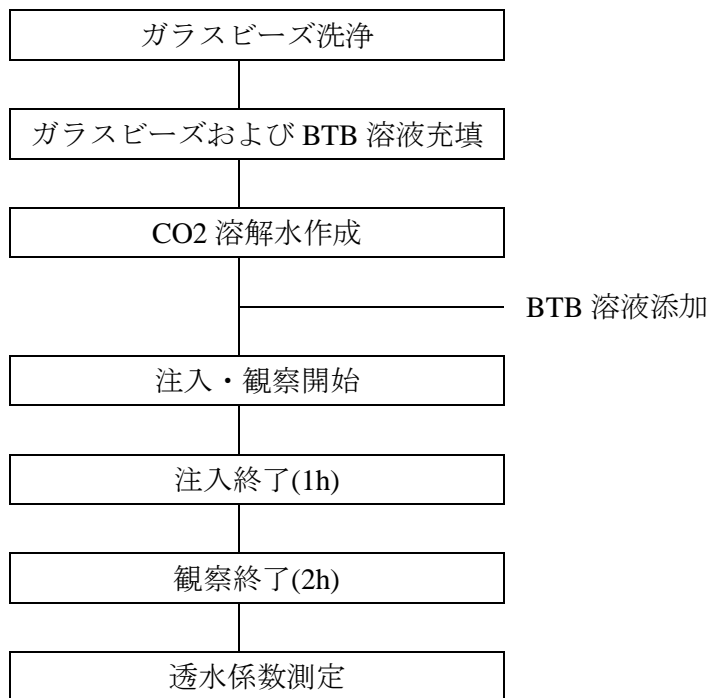 ガラスビーズ洗浄
ガラスビーズおよび BTB 溶液充填
CO2 溶解水作成
BTB 溶液添加
注入・観察開始
注入終了(1h)
観察終了(2h)
透水係数測定